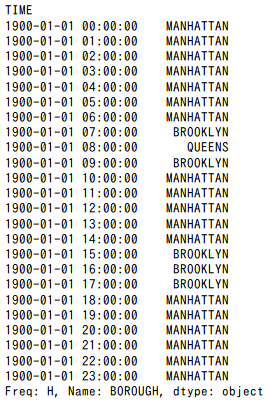 TIME
1900-01-01 00:00:00    MANHATTAN
1900-01-01 01:00:00    MANHATTAN
1900-01-01 02:00:00    MANHATTAN
1900-01-01 03:00:00    MANHATTAN
1900-01-01 04:00:00    MANHATTAN
1900-01-01 05:00:00    MANHATTAN
1900-01-01 06:00:00    MANHATTAN
1900-01-01 07:00:00     BROOKLYN
1900-01-01 08:00:00       QUEENS
1900-01-01 09:00:00     BROOKLYN
1900-01-01 10:00:00    MANHATTAN
1900-01-01 11:00:00    MANHATTAN
1900-01-01 12:00:00    MANHATTAN
1900-01-01 13:00:00    MANHATTAN
1900-01-01 14:00:00    MANHATTAN
1900-01-01 15:00:00     BROOKLYN
1900-01-01 16:00:00     BROOKLYN
1900-01-01 17:00:00     BROOKLYN
1900-01-01 18:00:00    MANHATTAN
1900-01-01 19:00:00    MANHATTAN
1900-01-01 20:00:00    MANHATTAN
1900-01-01 21:00:00    MANHATTAN
1900-01-01 22:00:00    MANHATTAN
1900-01-01 23:00:00    MANHATTAN
Freq: H, Name: BOROUGH, dtype: object